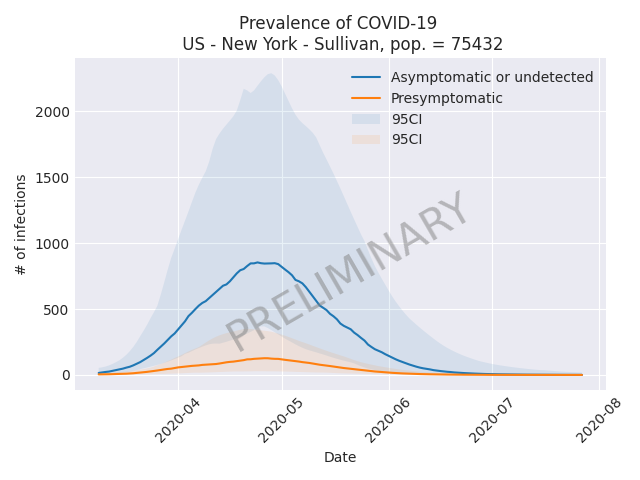 Prevalence of COVID-19
US - New York - Sullivan, pop. = 75432
Asymptomatic or undetected
Presymptomatic
95CI
95CI
# of infections
2000
1500
1000
500
0
PRELIMINARY
2020-04
2020-05
2020-06
2020-07
2020-08
Date